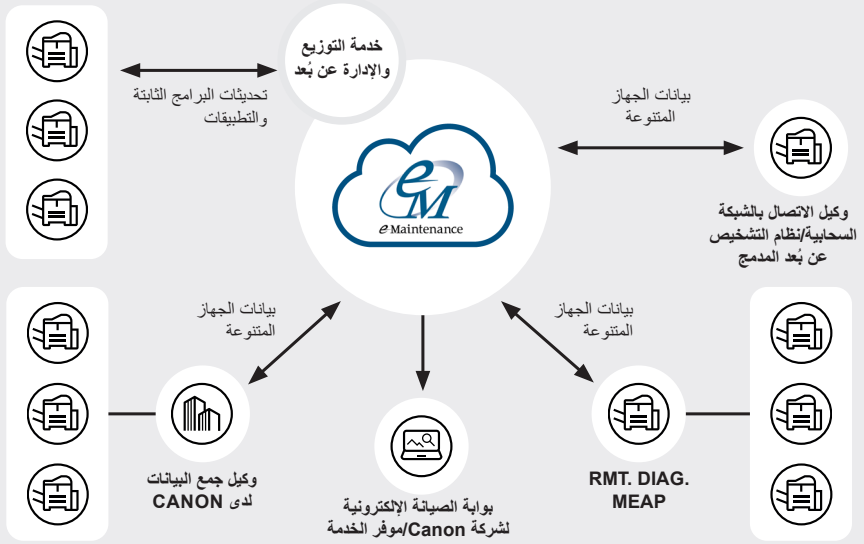 خدمة التوزيع
والإدارة عن بُعد
تحديثات البرامج الثابتة
والتطبيقات
بيانات الجهاز
المتنوعة
eM
e-Maintenance
وكيل الاتصال بالشبكة
السحابية/نظام التشخيص
عن بُعد المدمج
بيانات الجهاز
المتنوعة
بيانات الجهاز
المتنوعة
RMT. DIAG.
MEAP
بوابة الصيانة الإلكترونية
لشركة Canon/موفر الخدمة
وكيل جمع البيانات
لدى CANON